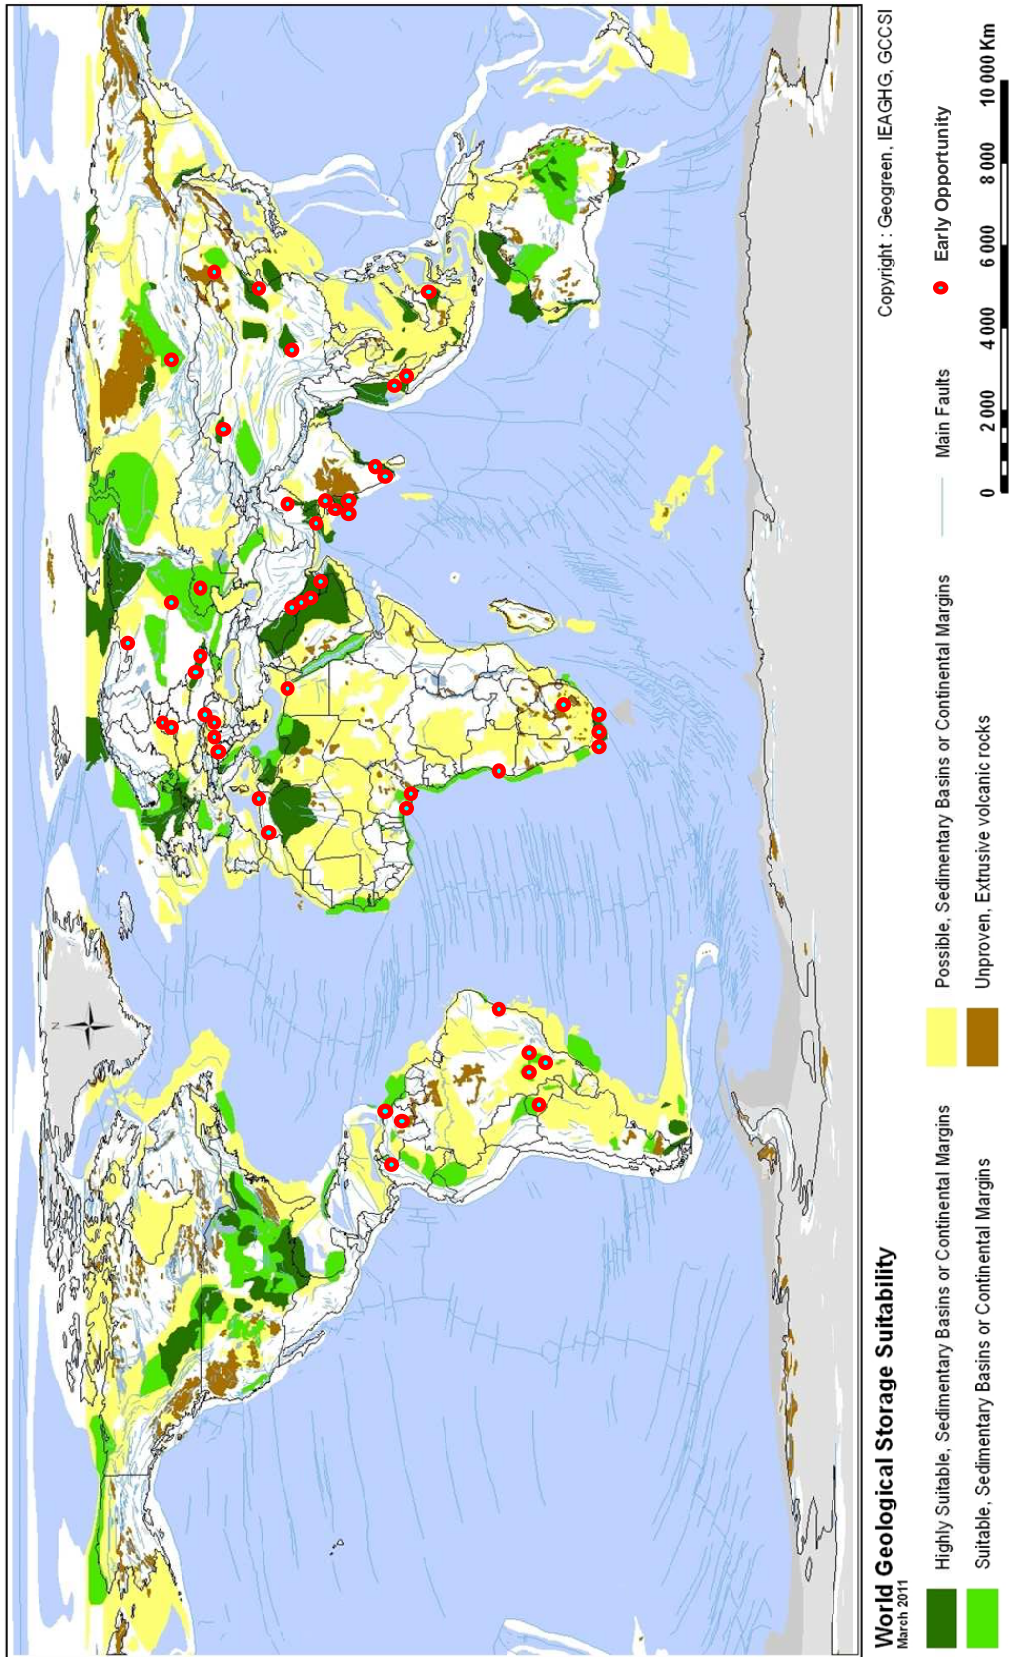 N
World Geological Storage Suitability
March 2011
Copyright : Geogreen, IEAGHG, GCCSI
Highly Suitable, Sedimentary Basins or Continental Margins
Suitable, Sedimentary Basins or Continental Margins
Possible, Sedimentary Basins or Continental Margins
Unproven, Extrusive volcanic rocks
Main Faults
Early Opportunity
0 2 000 4 000 6 000 8 000 10 000 Km